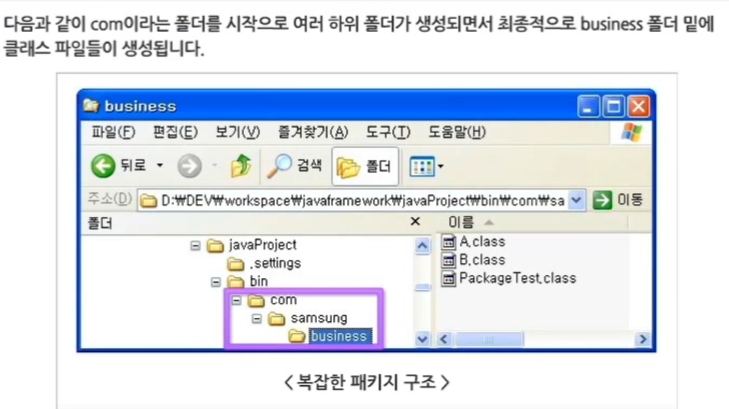 다음과 같이 com이라는 폴더를 시작으로 여러 하위 폴더가 생성되면서 최종적으로 business 폴더 밑에
클래스 파일들이 생성됩니다.
business
파일(F) 편집(E) 보기(V) 즐겨찾기(A) 도구(T) 도움말(H)
뒤로 검색 폴더
주소(D) D:₩DEV₩workspace₩javaframework₩javaProject₩bin₩com₩sa 이동
폴더 이름
javaProject
.settings
bin
com
samsung
business
A.class
B.class
PackageTest.class
< 복잡한 패키지 구조 >